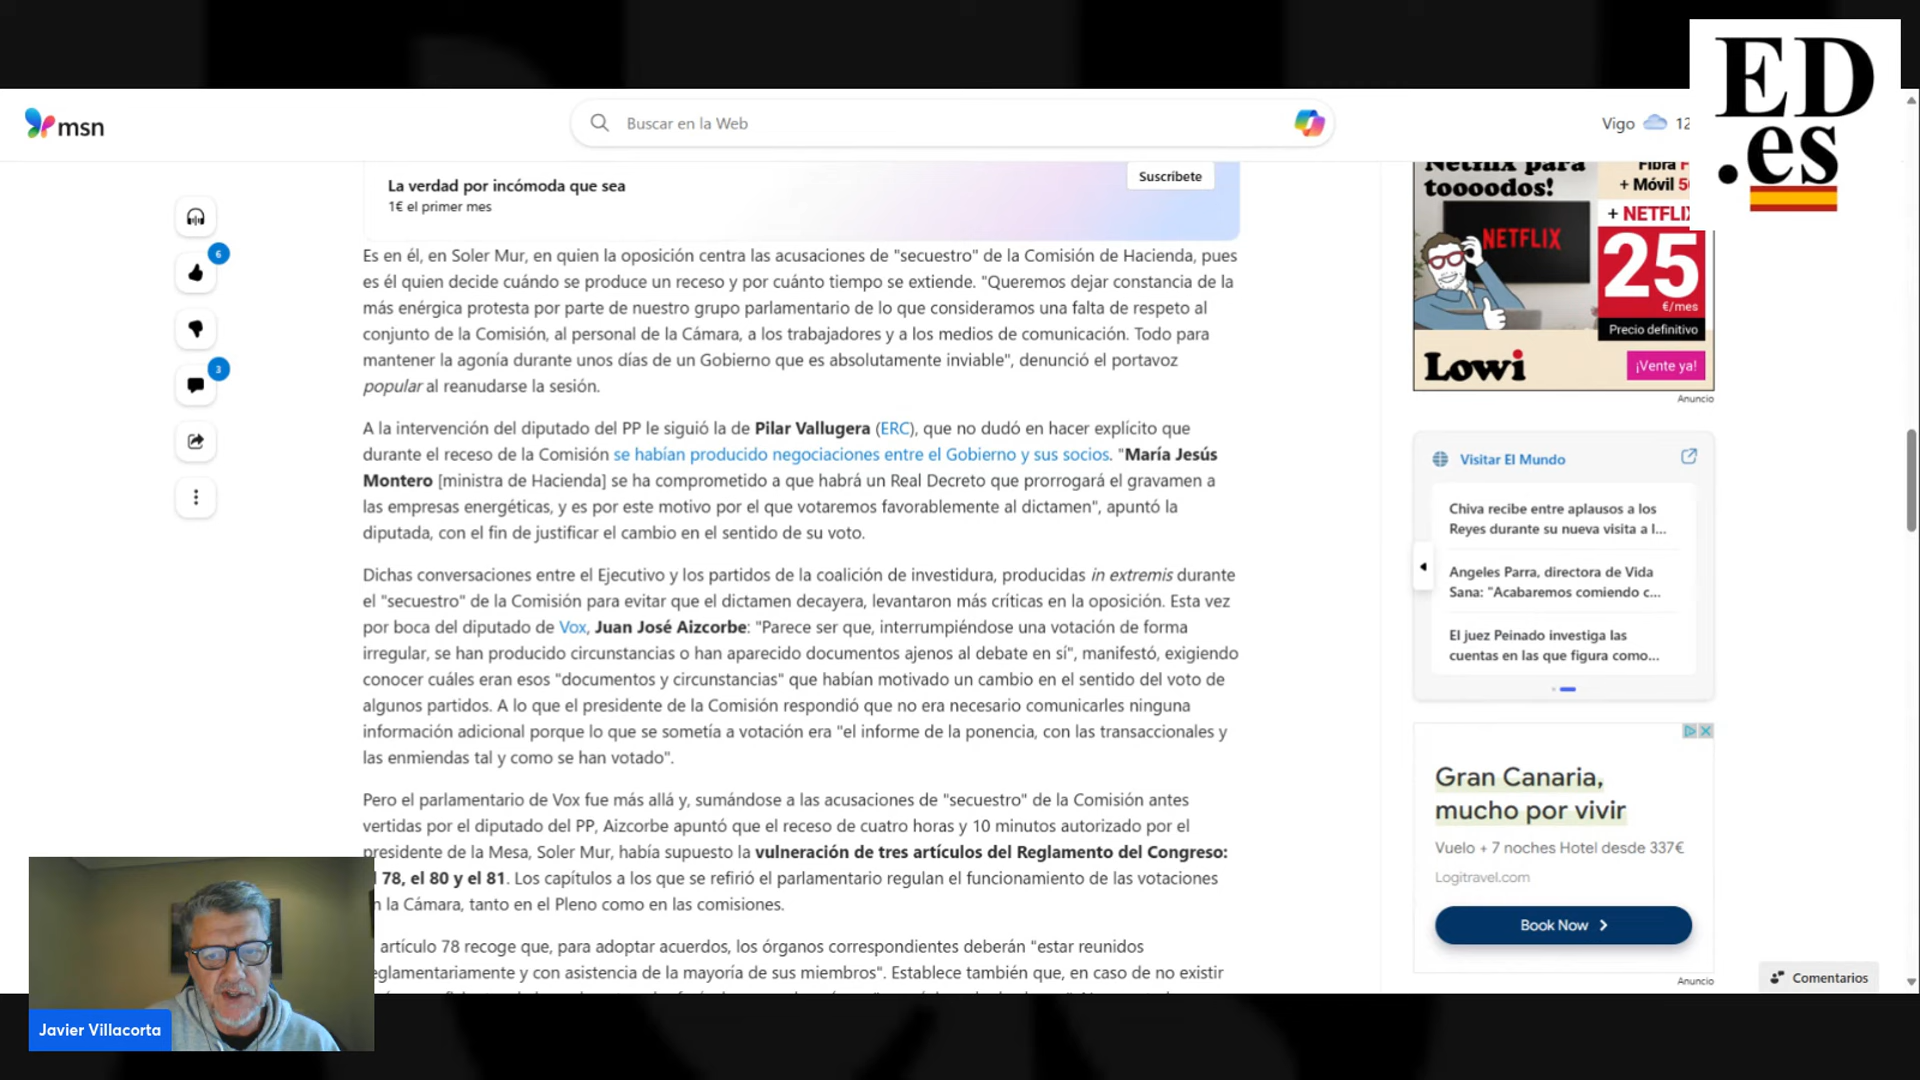 ED
.es
msn
Buscar en la Web
Vigo
12
La verdad por incómoda que sea
1€ el primer mes
Suscríbete
6
3
Es en él, en Soler Mur, en quien la oposición centra las acusaciones de "secuestro" de la Comisión de Hacienda, pues
es él quien decide cuándo se produce un receso y por cuánto tiempo se extiende. "Queremos dejar constancia de la
más enérgica protesta por parte de nuestro grupo parlamentario de lo que consideramos una falta de respeto al
conjunto de la Comisión, al personal de la Cámara, a los trabajadores y a los medios de comunicación. Todo para
mantener la agonía durante unos días de un Gobierno que es absolutamente inviable", denunció el portavoz
popular al reanudarse la sesión.
A la intervención del diputado del PP le siguió la de Pilar Vallugera (ERC), que no dudó en hacer explícito que
durante el receso de la Comisión se habían producido negociaciones entre el Gobierno y sus socios. "María Jesús
Montero [ministra de Hacienda] se ha comprometido a que habrá un Real Decreto que prorrogará el gravamen a
las empresas energéticas, y es por este motivo por el que votaremos favorablemente al dictamen", apuntó la
diputada, con el fin de justificar el cambio en el sentido de su voto.
Dichas conversaciones entre el Ejecutivo y los partidos de la coalición de investidura, producidas in extremis durante
el "secuestro" de la Comisión para evitar que el dictamen decayera, levantaron más críticas en la oposición. Esta vez
por boca del diputado de Vox, Juan José Aizcorbe: "Parece ser que, interrumpiéndose una votación de forma
irregular, se han producido circunstancias o han aparecido documentos ajenos al debate en sí", manifestó, exigiendo
conocer cuáles eran esos "documentos y circunstancias" que habían motivado un cambio en el sentido del voto de
algunos partidos. A lo que el presidente de la Comisión respondió que no era necesario comunicarles ninguna
información adicional porque lo que se sometía a votación era "el informe de la ponencia, con las transaccionales y
las enmiendas tal y como se han votado".
Pero el parlamentario de Vox fue más allá y, sumándose a las acusaciones de "secuestro" de la Comisión antes
vertidas por el diputado del PP, Aizcorbe apuntó que el receso de cuatro horas y 10 minutos autorizado por el
presidente de la Mesa, Soler Mur, había supuesto la vulneración de tres artículos del Reglamento del Congreso:
l 78, el 80 y el 81. Los capítulos a los que se refirió el parlamentario regulan el funcionamiento de las votaciones
n la Cámara, tanto en el Pleno como en las comisiones.
artículo 78 recoge que, para adoptar acuerdos, los órganos correspondientes deberán "estar reunidos
eglamentariamente y con asistencia de la mayoría de sus miembros". Establece también que, en caso de no existir
Netflix para
toooodos!
NETFLIX
Fibra
+ Móvil
+ NETFLIX
25
€/mes
Precio definitivo
Lowi
¡Vente ya!
Anuncio
Visitar El Mundo
Chiva recibe entre aplausos a los
Reyes durante su nueva visita a l...
Angeles Parra, directora de Vida
Sana: "Acabaremos comiendo c...
El juez Peinado investiga las
cuentas en las que figura como...
Gran Canaria,
mucho por vivir
Vuelo + 7 noches Hotel desde 337€
Logitravel.com
Book Now
Anuncio
Comentarios
Javier Villacorta